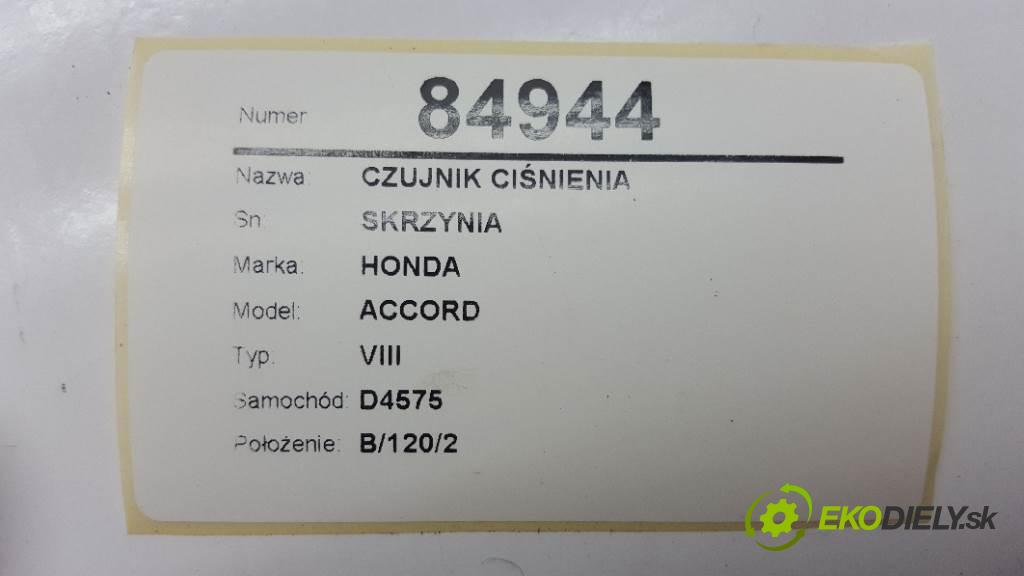 Numer 84944
Nazwa: CZUJNIK CIŚNIENIA
Sn SKRZYNIA
Marka: HONDA
Model: ACCORD
Typ: VIII
Samochód: D4575
Położenie: B/120/2
EKODIELY.sk